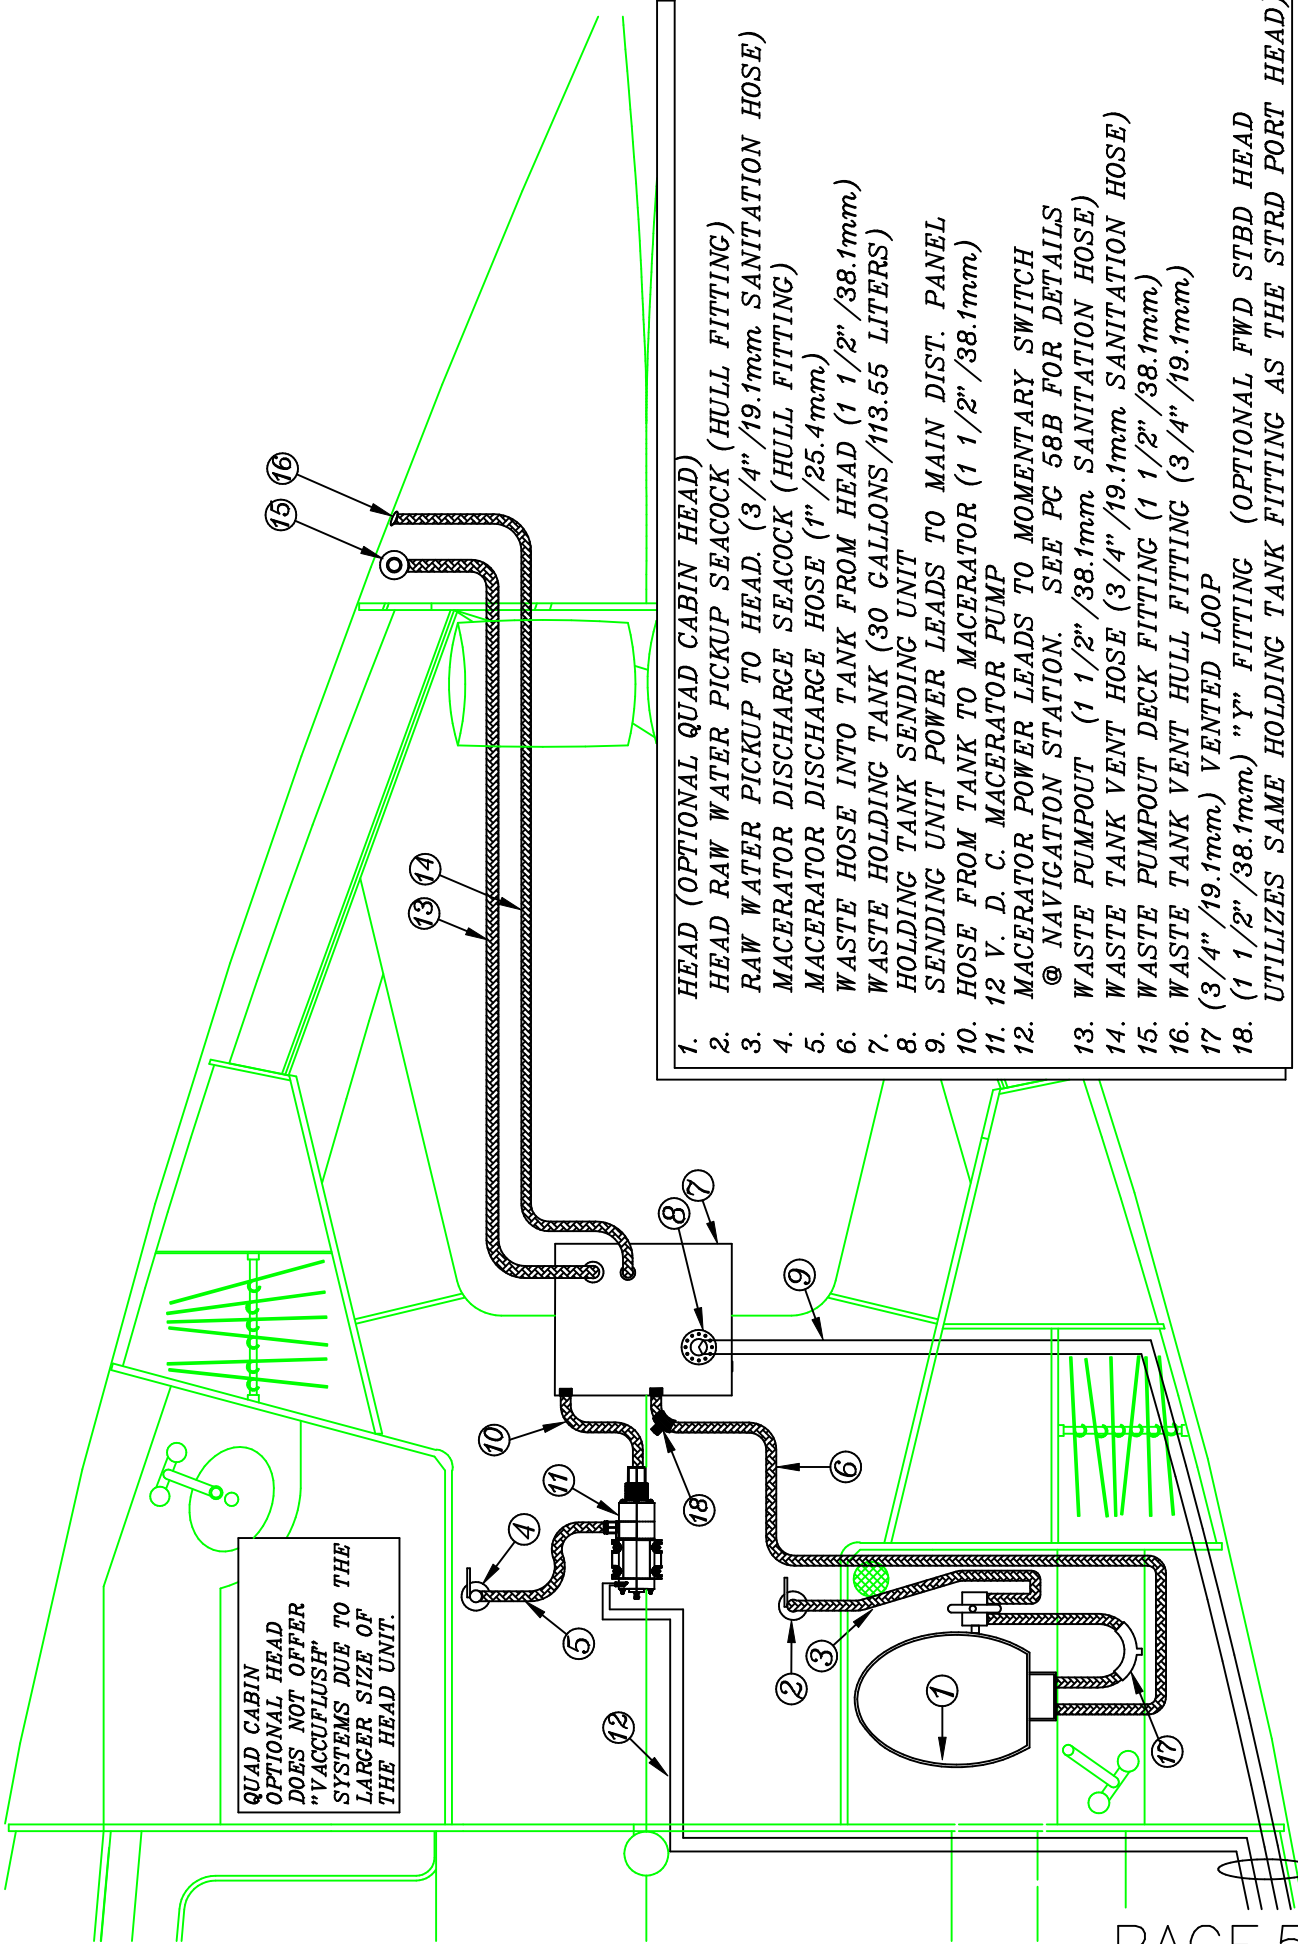 QUAD CABIN
OPTIONAL HEAD
DOES NOT OFFER
"VACCUFLUSH"
SYSTEMS DUE TO THE
LARGER SIZE OF
THE HEAD UNIT.
1. HEAD (OPTIONAL QUAD CABIN HEAD)
2. HEAD RAW WATER PICKUP SEACOCK (HULL FITTING)
3. RAW WATER PICKUP TO HEAD. (3/4"/19.1mm SANITATION HOSE)
4. MACERATOR DISCHARGE SEACOCK (HULL FITTING)
5. MACERATOR DISCHARGE HOSE (1"/25.4mm)
6. WASTE HOSE INTO TANK FROM HEAD (1 1/2"/38.1mm)
7. WASTE HOLDING TANK (30 GALLONS/113.55 LITERS)
8. HOLDING TANK SENDING UNIT
9. SENDING UNIT POWER LEADS TO MAIN DIST. PANEL
10. HOSE FROM TANK TO MACERATOR (1 1/2"/38.1mm)
11. 12 V. D. C. MACERATOR PUMP
12. MACERATOR POWER LEADS TO MOMENTARY SWITCH
@ NAVIGATION STATION. SEE PG 58B FOR DETAILS
13. WASTE PUMPOUT (1 1/2"/38.1mm SANITATION HOSE)
14. WASTE TANK VENT HOSE (3/4"/19.1mm SANITATION HOSE)
15. WASTE PUMPOUT DECK FITTING (1 1/2"/38.1mm)
16. WASTE TANK VENT HULL FITTING (3/4"/19.1mm)
17 (3/4"/19.1mm) VENTED LOOP
18. (1 1/2"/38.1mm) "Y" FITTING (OPTIONAL FWD STBD HEAD
UTILIZES SAME HOLDING TANK FITTING AS THE STRD PORT HEAD)
16
15
14
13
7
8
9
10
11
4
5
12
18
6
2
3
1
17
PAGE 5